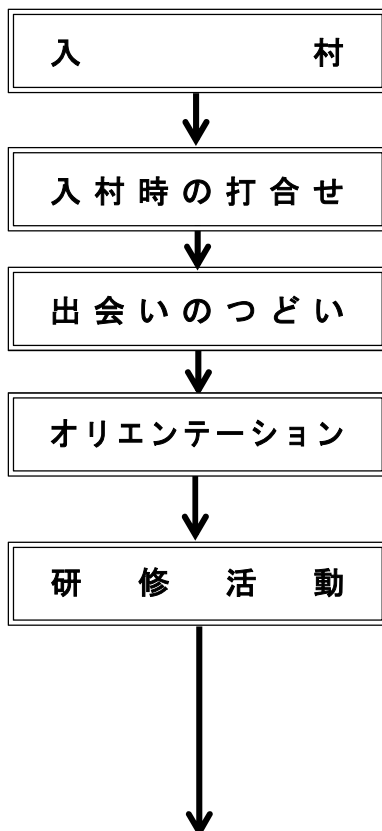 入村
入村時の打合せ
出会いのつどい
オリエンテーション
研修活動